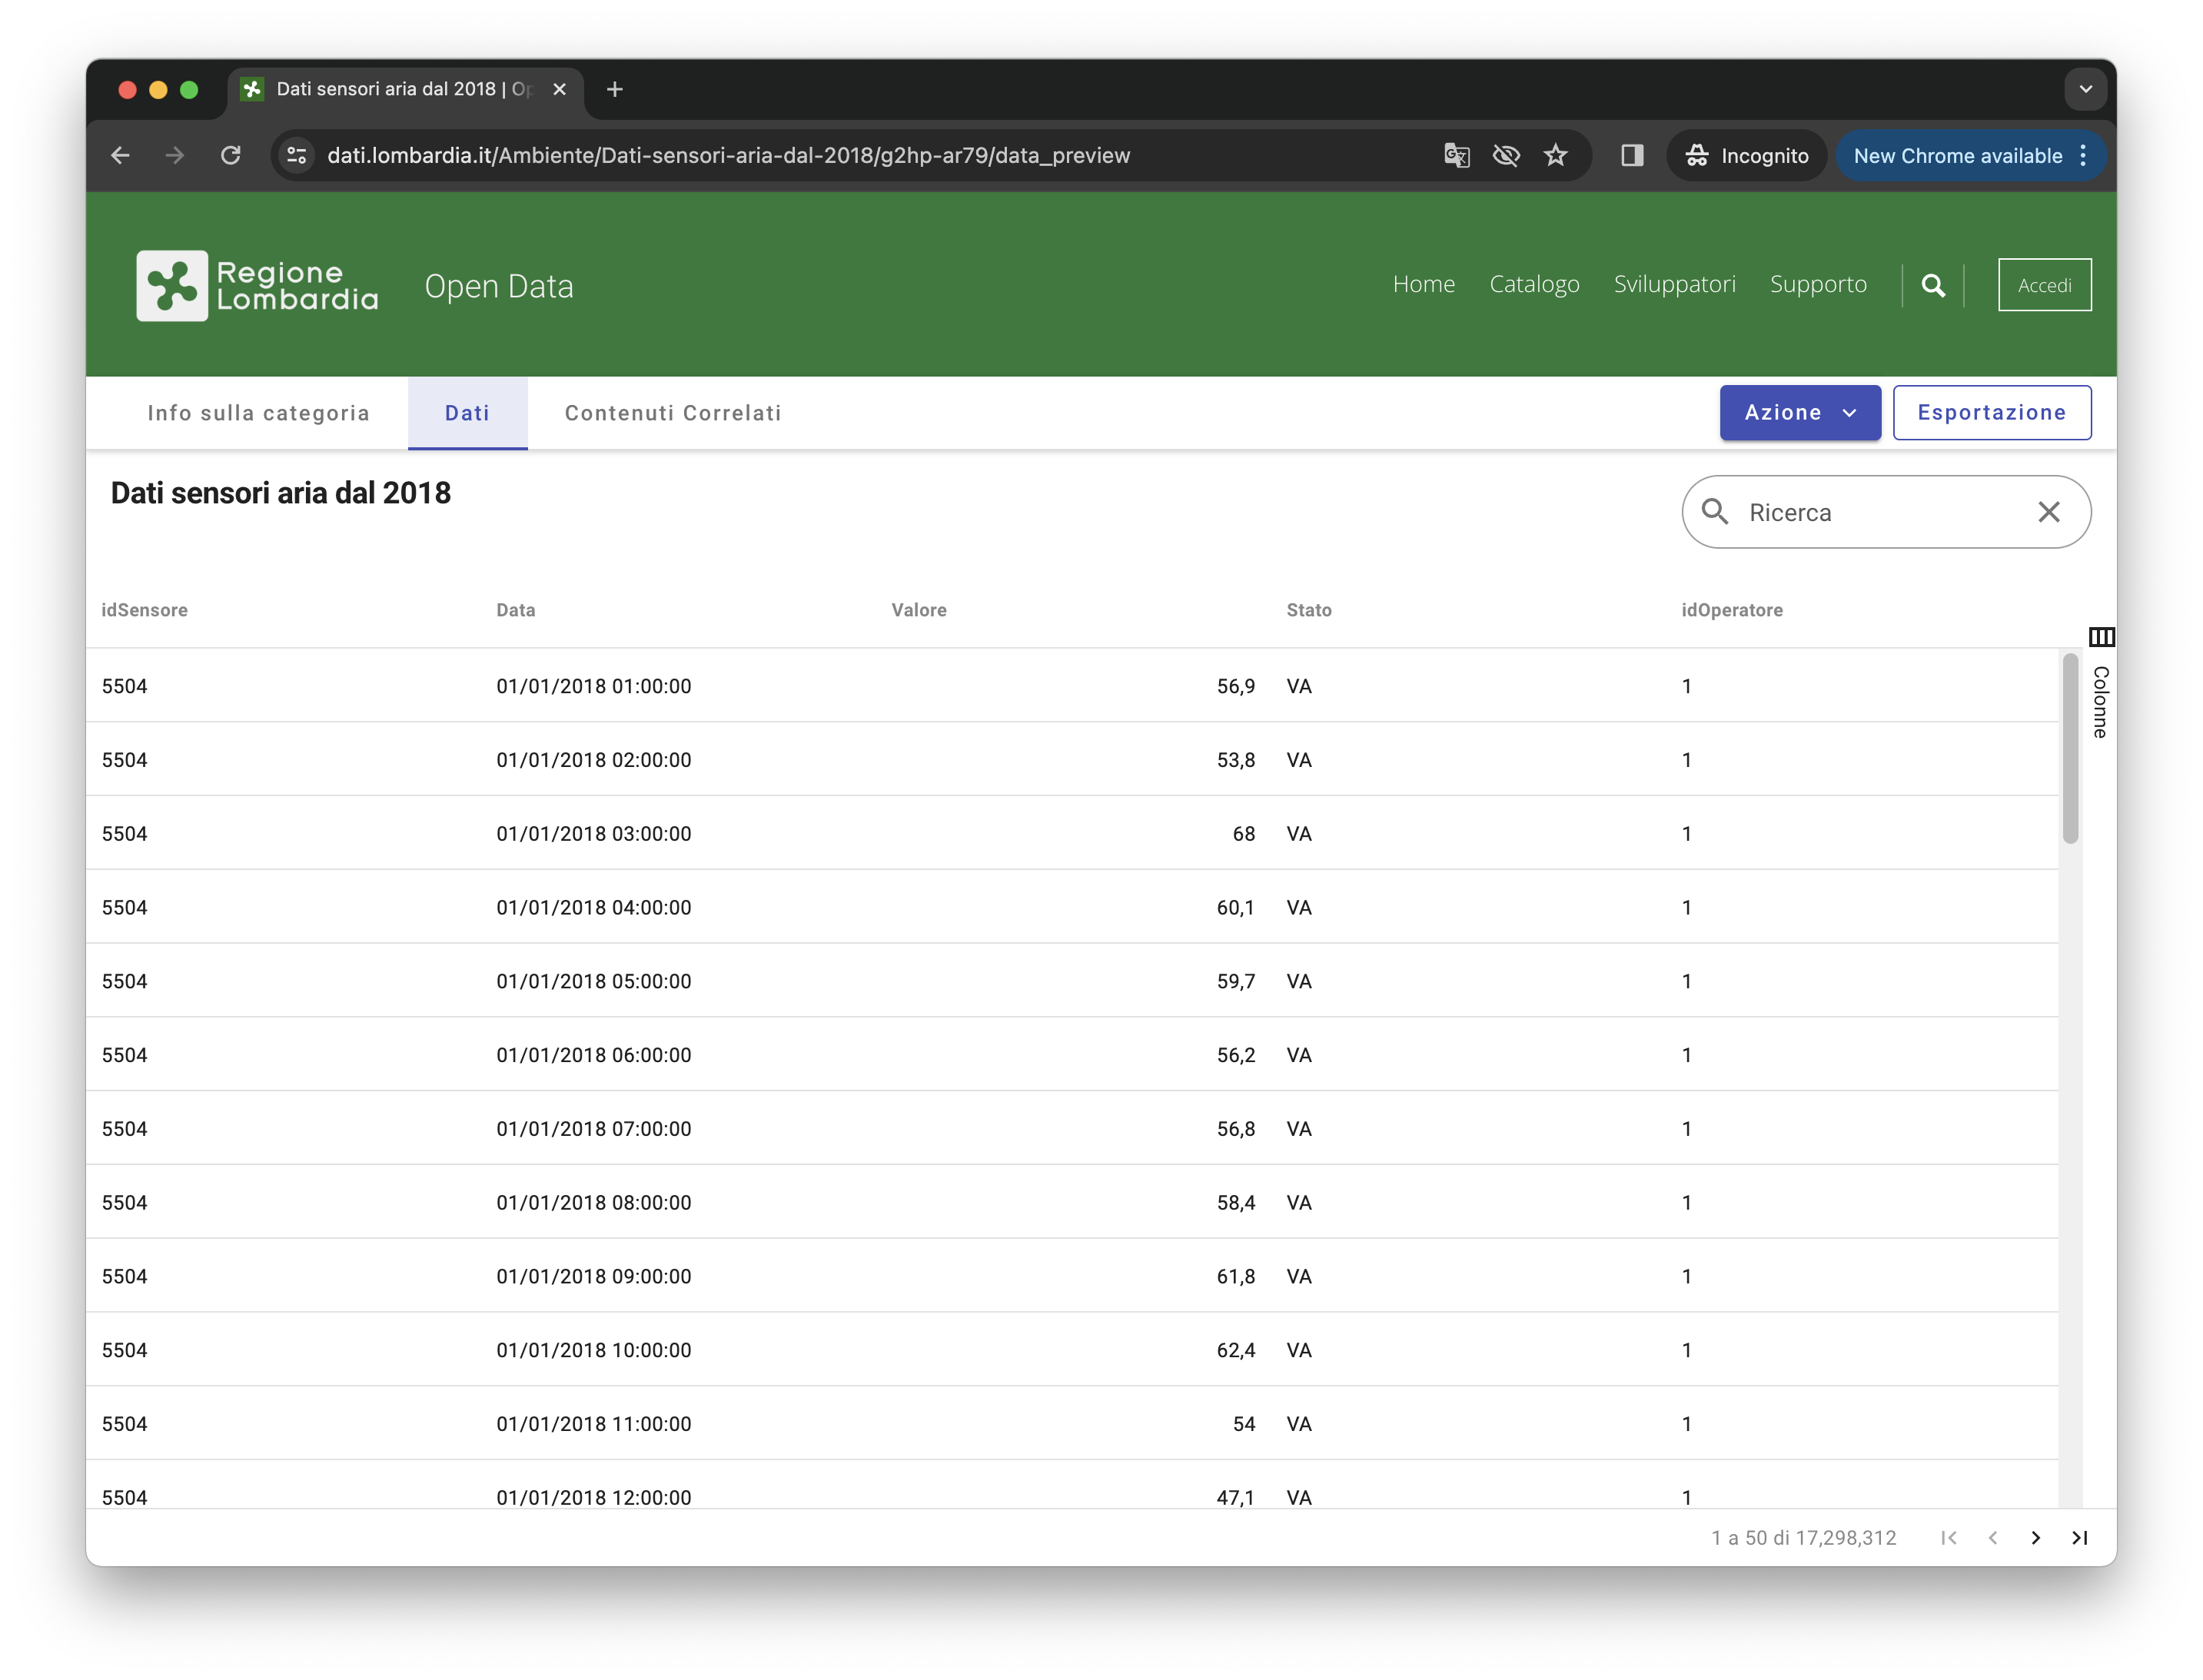 Dati sensori aria dal 2018 | Op
dati.lombardia.it/Ambiente/Dati-sensori-aria-dal-2018/g2hp-ar79/data_preview
Incognito
New Chrome available
Regione
Lombardia
Open Data
Home Catalogo Sviluppatori Supporto
Accedi
Info sulla categoria Dati Contenuti Correlati
Azione
Esportazione
Dati sensori aria dal 2018
Ricerca
idSensore Data Valore Stato idOperatore
Colonne
5504 01/01/2018 01:00:00 56,9 VA 1
5504 01/01/2018 02:00:00 53,8 VA 1
5504 01/01/2018 03:00:00 68 VA 1
5504 01/01/2018 04:00:00 60,1 VA 1
5504 01/01/2018 05:00:00 59,7 VA 1
5504 01/01/2018 06:00:00 56,2 VA 1
5504 01/01/2018 07:00:00 56,8 VA 1
5504 01/01/2018 08:00:00 58,4 VA 1
5504 01/01/2018 09:00:00 61,8 VA 1
5504 01/01/2018 10:00:00 62,4 VA 1
5504 01/01/2018 11:00:00 54 VA 1
5504 01/01/2018 12:00:00 47,1 VA 1
1 a 50 di 17,298,312